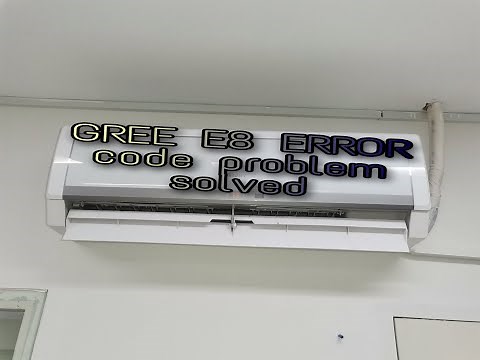 GREE E8 ERROR
code problem
solved